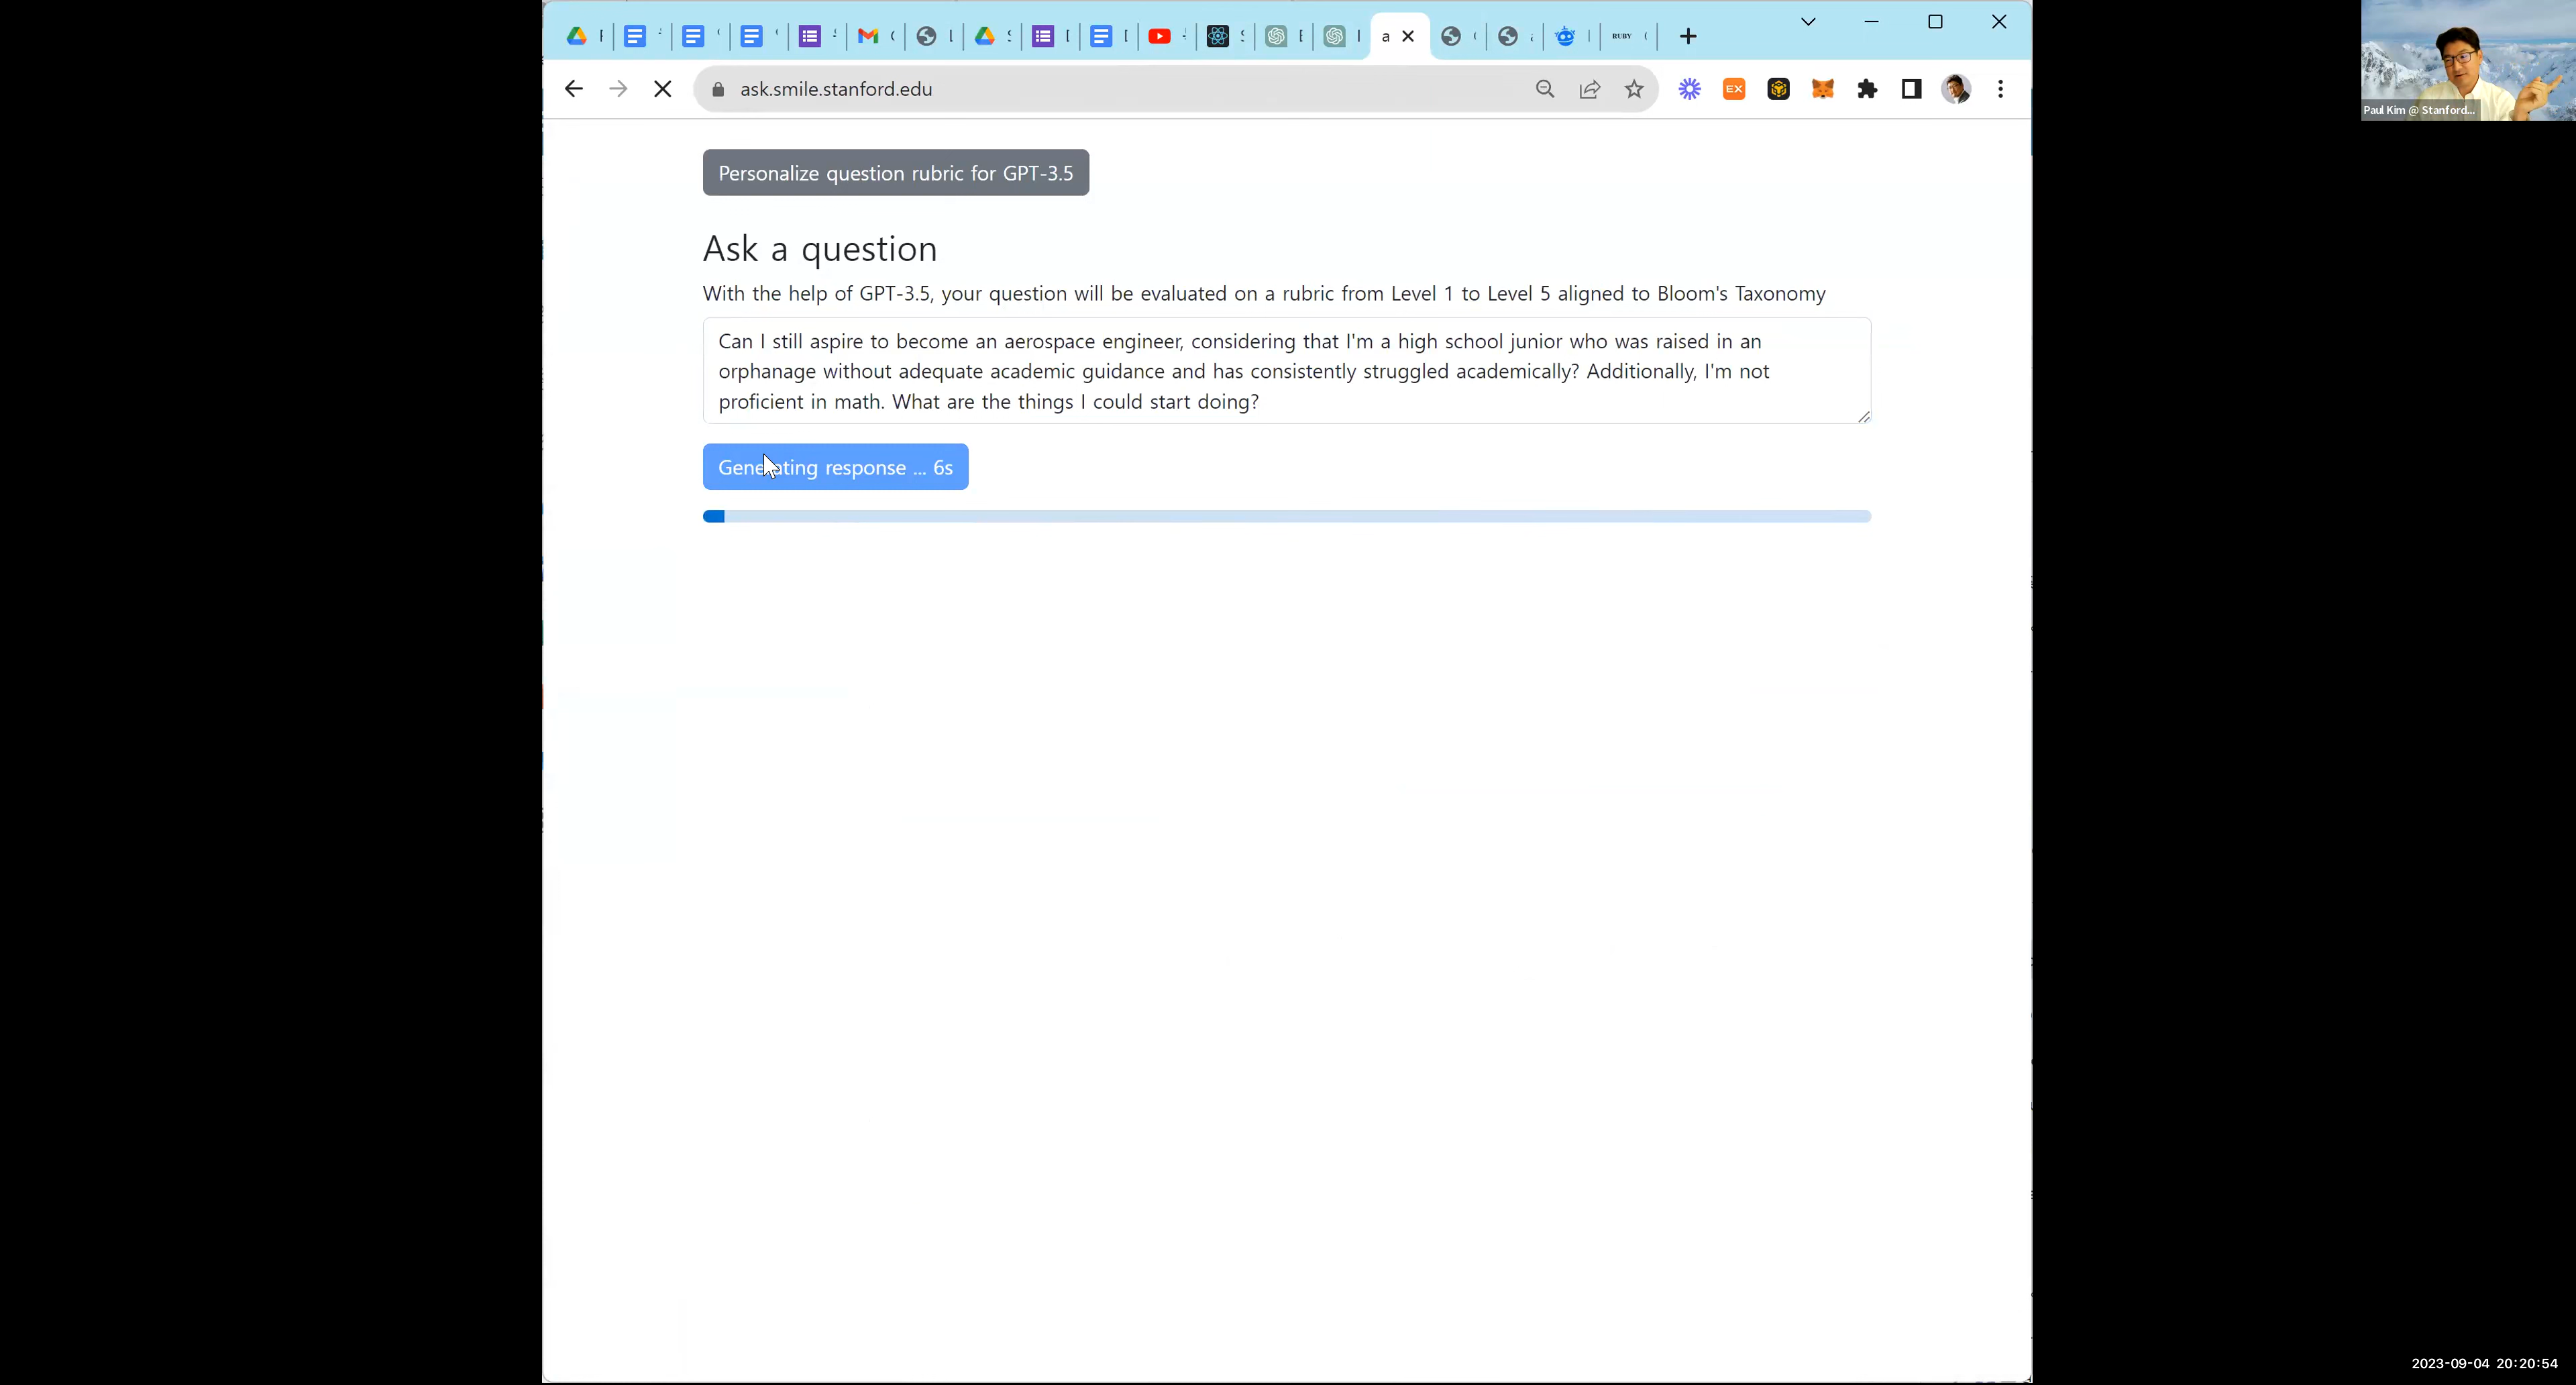 ask.smile.stanford.edu
EX
RUBY
Paul Kim @ Stanford...
Personalize question rubric for GPT-3.5
Ask a question
With the help of GPT-3.5, your question will be evaluated on a rubric from Level 1 to Level 5 aligned to Bloom's Taxonomy
Can I still aspire to become an aerospace engineer, considering that I'm a high school junior who was raised in an
orphanage without adequate academic guidance and has consistently struggled academically? Additionally, I'm not
proficient in math. What are the things I could start doing?
Generating response ... 6s
2023-09-04 20:20:54